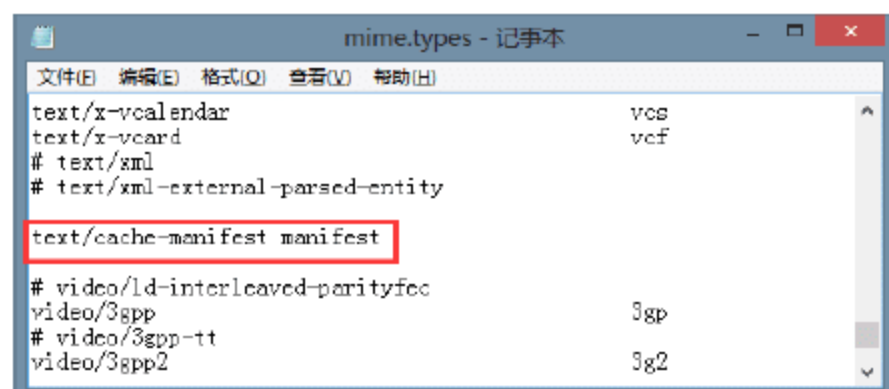 mime.types - 记事本
文件(F) 编辑(E) 格式(O) 查看(V) 帮助(H)
text/x-vcalendar vcs
text/x-vcard vcf
# text/xml
# text/xml-external-parsed-entity
text/cache-manifest manifest
# video/1d-interleaved-parityfec
video/3gpp 3gp
# video/3gpp-tt
video/3gpp2 3g2